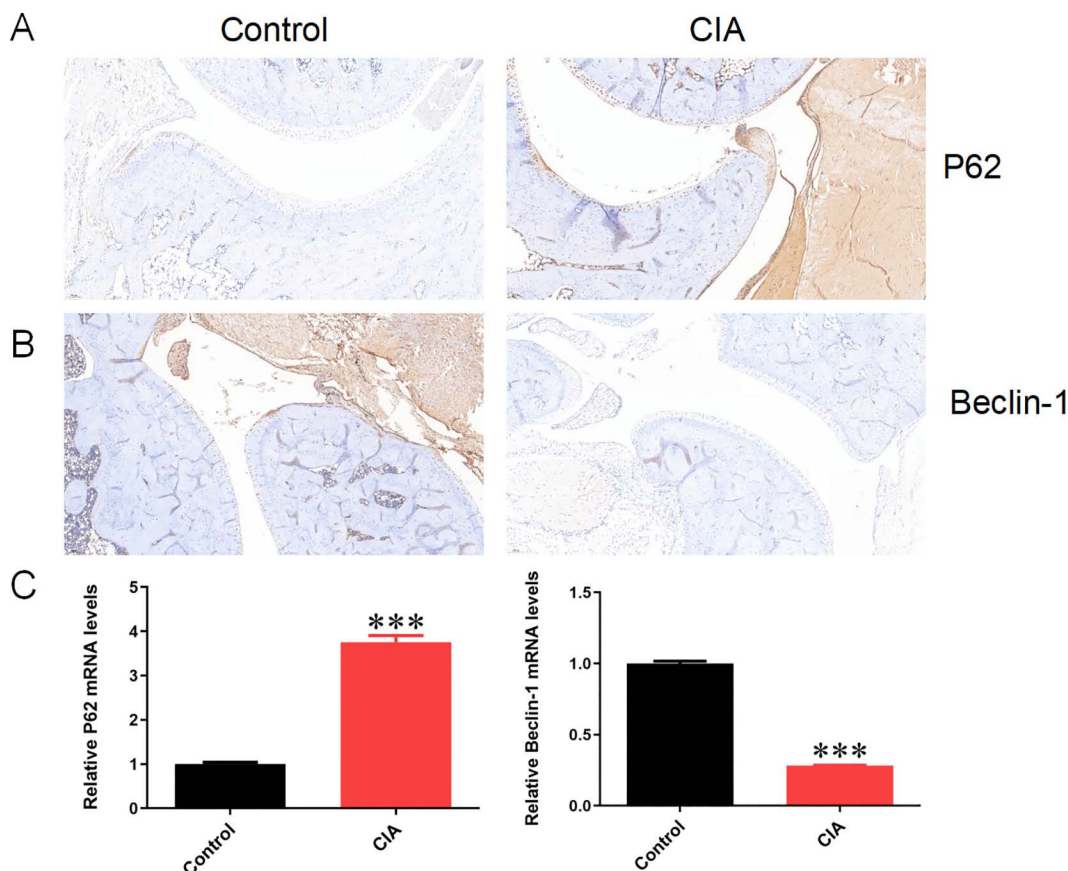 A
Control
CIA
P62
B
Beclin-1
C
Relative P62 mRNA levels
5
4
3
2
1
0
***
Control
CIA
Relative Beclin-1 mRNA levels
1.5
1.0
0.5
0.0
***
Control
CIA